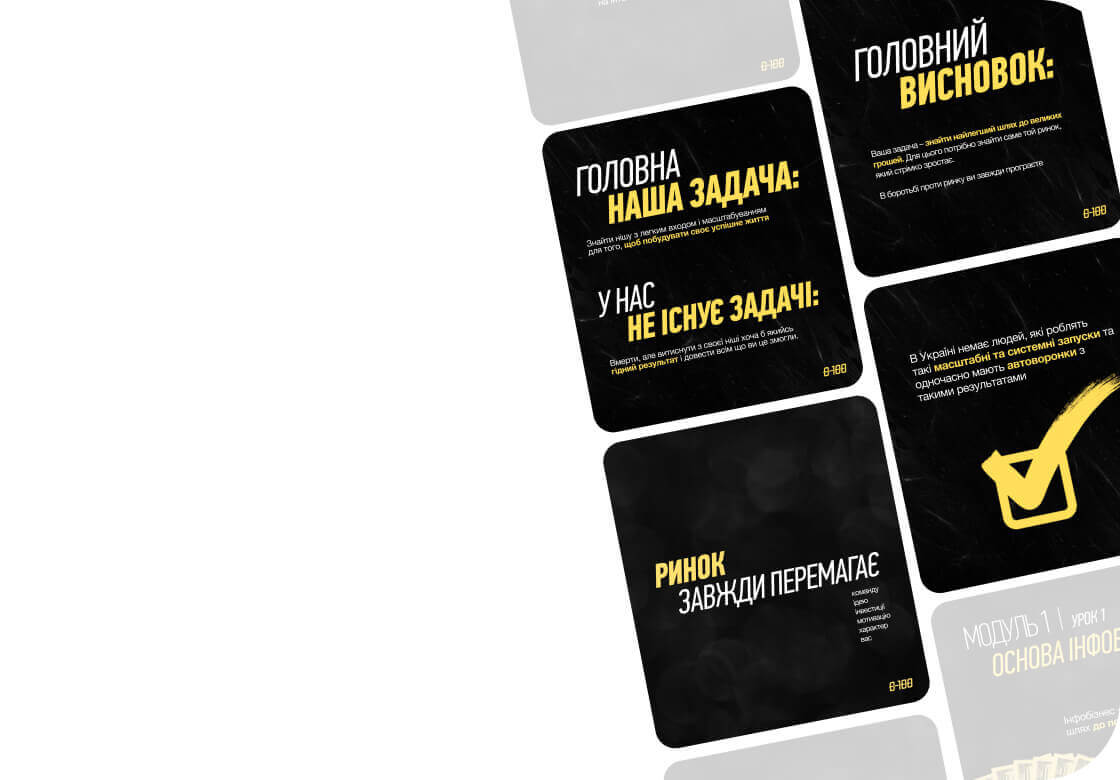 0-100
ГОЛОВНА
НАША ЗАДАЧА:
Знайти нішу з легким входом і масштабуванням
для того, щоб побудувати своє успішне життя
У НАС
НЕ ІСНУЄ ЗАДАЧІ:
Вмерти, але витиснути з своєї ніші хоча б якийсь
гідний результат і довести всім що ви це змогли.
0-100
РИНОК
ЗАВЖДИ ПЕРЕМАГАЄ
команду
ідею
інвестиції
мотивацію
характер
вас
0-100
ГОЛОВНИЙ
ВИСНОВОК:
Ваша задача – знайти найлегший шлях до великих
грошей. Для цього потрібно знайти саме той ринок,
який стрімко зростає.
В боротьбі проти ринку ви завжди програєте
0-100
В Україні немає людей, які роблять
такі масштабні та системні запуски та
одночасно мають автоворонки з
такими результатами
МОДУЛЬ 1 | УРОК 1
ОСНОВА
Інфобізнес
шлях до